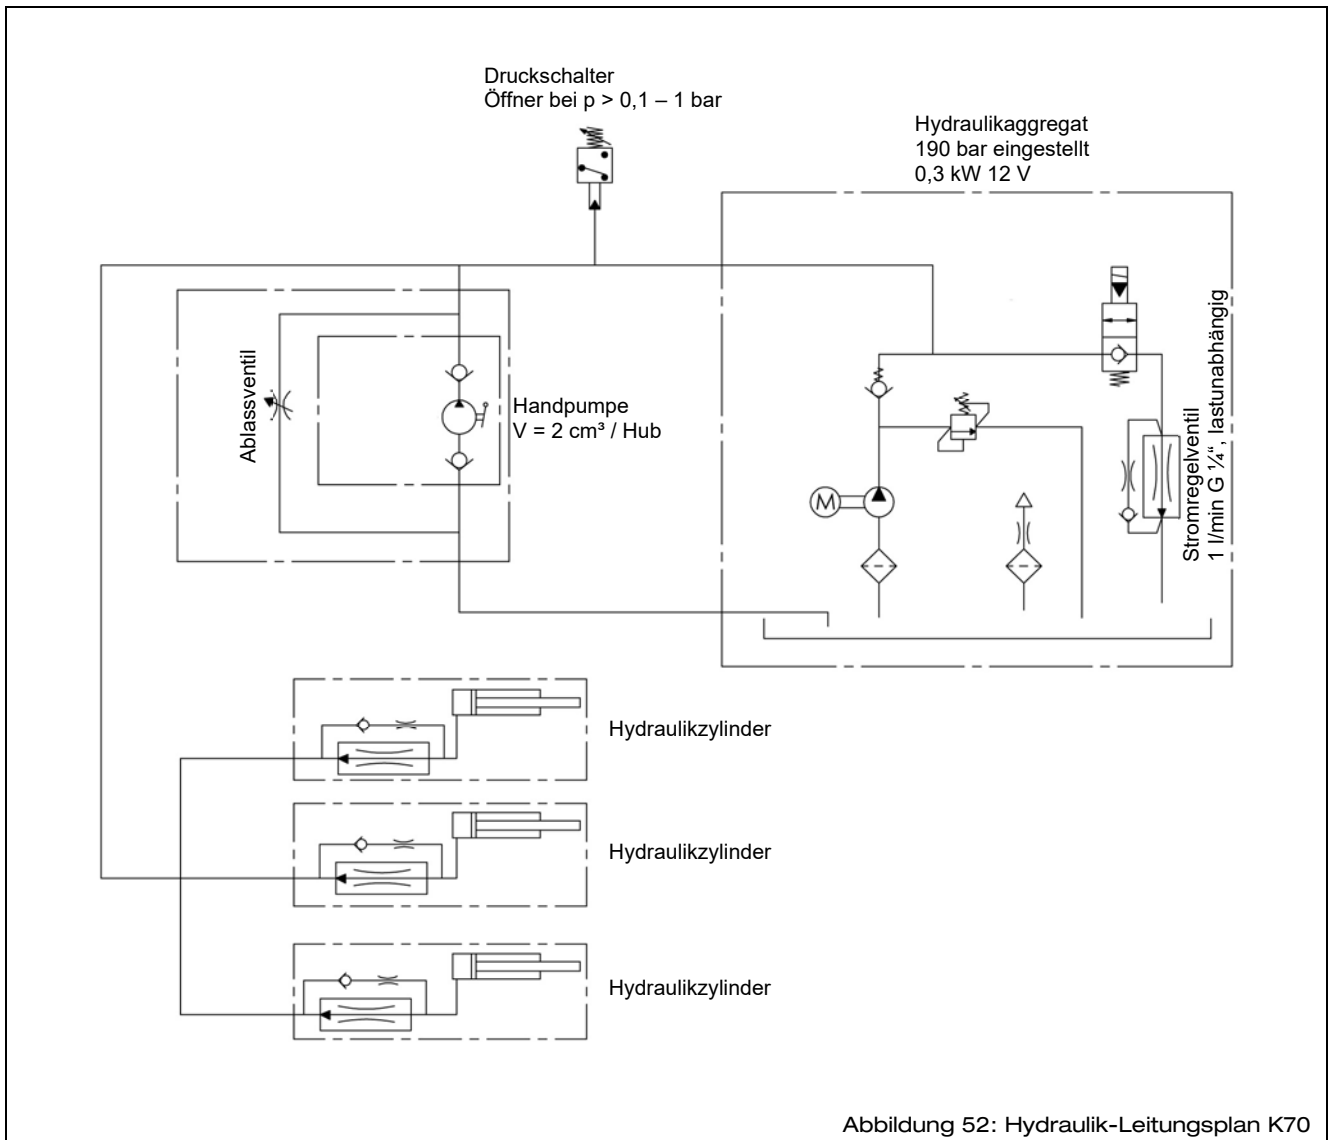 Druckschalter
Öffner bei p > 0,1 – 1 bar
Hydraulikaggregat
190 bar eingestellt
0,3 kW 12 V
Ablassventil
Handpumpe
V = 2 cm³ / Hub
M
Stromregelventil
1 l/min G ¼“, lastunabhängig
Hydraulikzylinder
Hydraulikzylinder
Hydraulikzylinder
Abbildung 52: Hydraulik-Leitungsplan K70